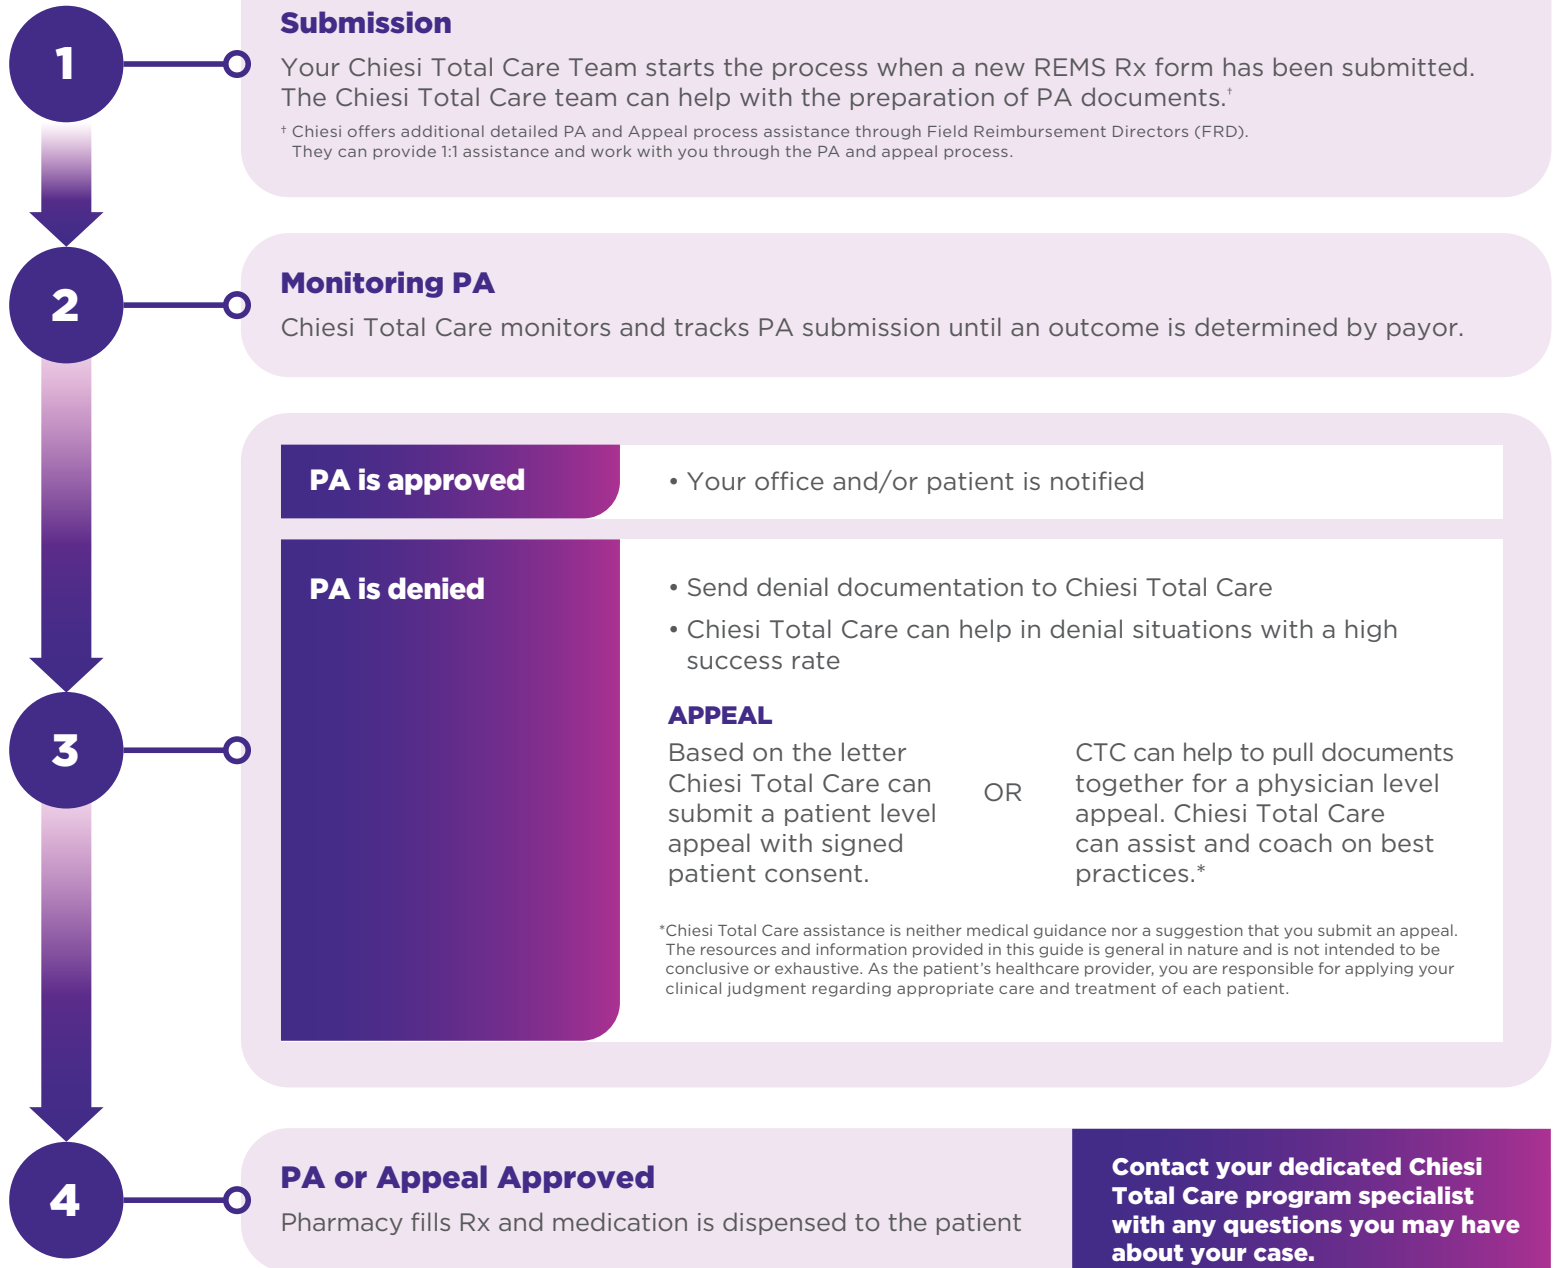 1
Submission
Your Chiesi Total Care Team starts the process when a new REMS Rx form has been submitted.
The Chiesi Total Care team can help with the preparation of PA documents.†
† Chiesi offers additional detailed PA and Appeal process assistance through Field Reimbursement Directors (FRD).
They can provide 1:1 assistance and work with you through the PA and appeal process.
2
Monitoring PA
Chiesi Total Care monitors and tracks PA submission until an outcome is determined by payor.
3
PA is approved
• Your office and/or patient is notified
PA is denied
• Send denial documentation to Chiesi Total Care
• Chiesi Total Care can help in denial situations with a high
success rate
APPEAL
Based on the letter
Chiesi Total Care can
submit a patient level
appeal with signed
patient consent.
OR
CTC can help to pull documents
together for a physician level
appeal. Chiesi Total Care
can assist and coach on best
practices.*
*Chiesi Total Care assistance is neither medical guidance nor a suggestion that you submit an appeal.
The resources and information provided in this guide is general in nature and is not intended to be
conclusive or exhaustive. As the patient’s healthcare provider, you are responsible for applying your
clinical judgment regarding appropriate care and treatment of each patient.
4
PA or Appeal Approved
Pharmacy fills Rx and medication is dispensed to the patient
Contact your dedicated Chiesi
Total Care program specialist
with any questions you may have
about your case.